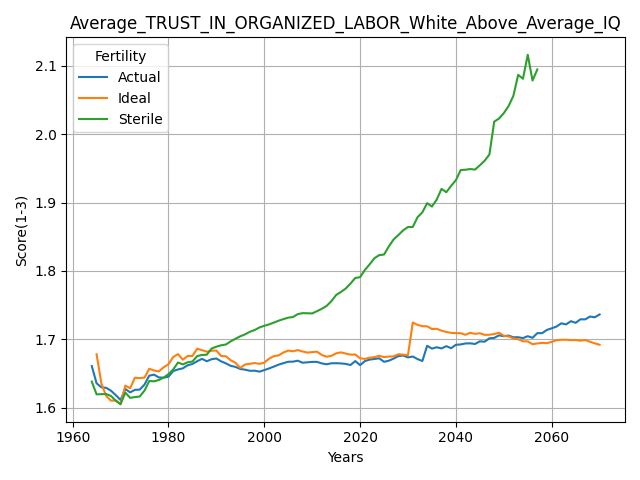 Average_TRUST_IN_ORGANIZED_LABOR_White_Above_Average_IQ
Fertility
Actual
Ideal
Sterile
Score(1-3)
2.1
2.0
1.9
1.8
1.7
1.6
1960
1980
2000
2020
2040
2060
Years